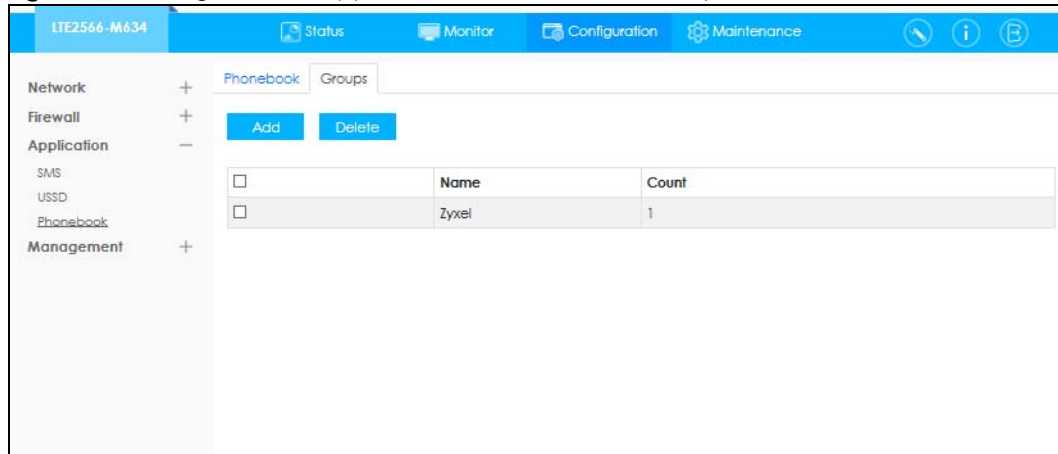 LTE2566-M634
Status
Monitor
Configuration
Maintenance
Network
Firewall
Application
SMS
USSD
Phonebook
Management
Phonebook
Groups
Add
Delete
Name Count
Zyxel 1